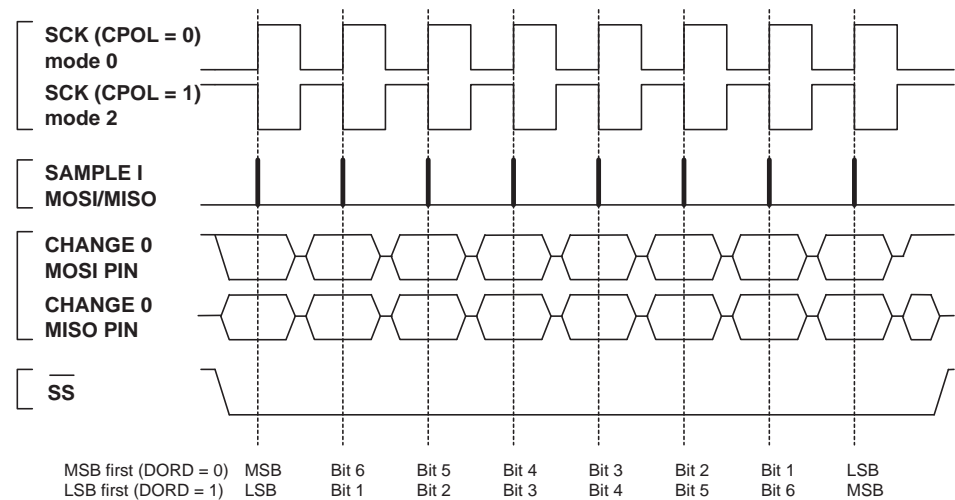 SCK (CPOL = 0)
mode 0
SCK (CPOL = 1)
mode 2
SAMPLE I
MOSI/MISO
CHANGE 0
MOSI PIN
CHANGE 0
MISO PIN
SS
MSB first (DORD = 0) MSB Bit 6 Bit 5 Bit 4 Bit 3 Bit 2 Bit 1 LSB
LSB first (DORD = 1) LSB Bit 1 Bit 2 Bit 3 Bit 4 Bit 5 Bit 6 MSB